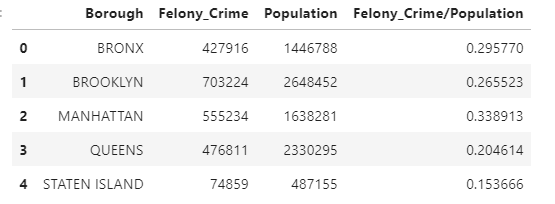 Borough Felony_Crime Population Felony_Crime/Population
0 BRONX 427916 1446788 0.295770
1 BROOKLYN 703224 2648452 0.265523
2 MANHATTAN 555234 1638281 0.338913
3 QUEENS 476811 2330295 0.204614
4 STATEN ISLAND 74859 487155 0.153666